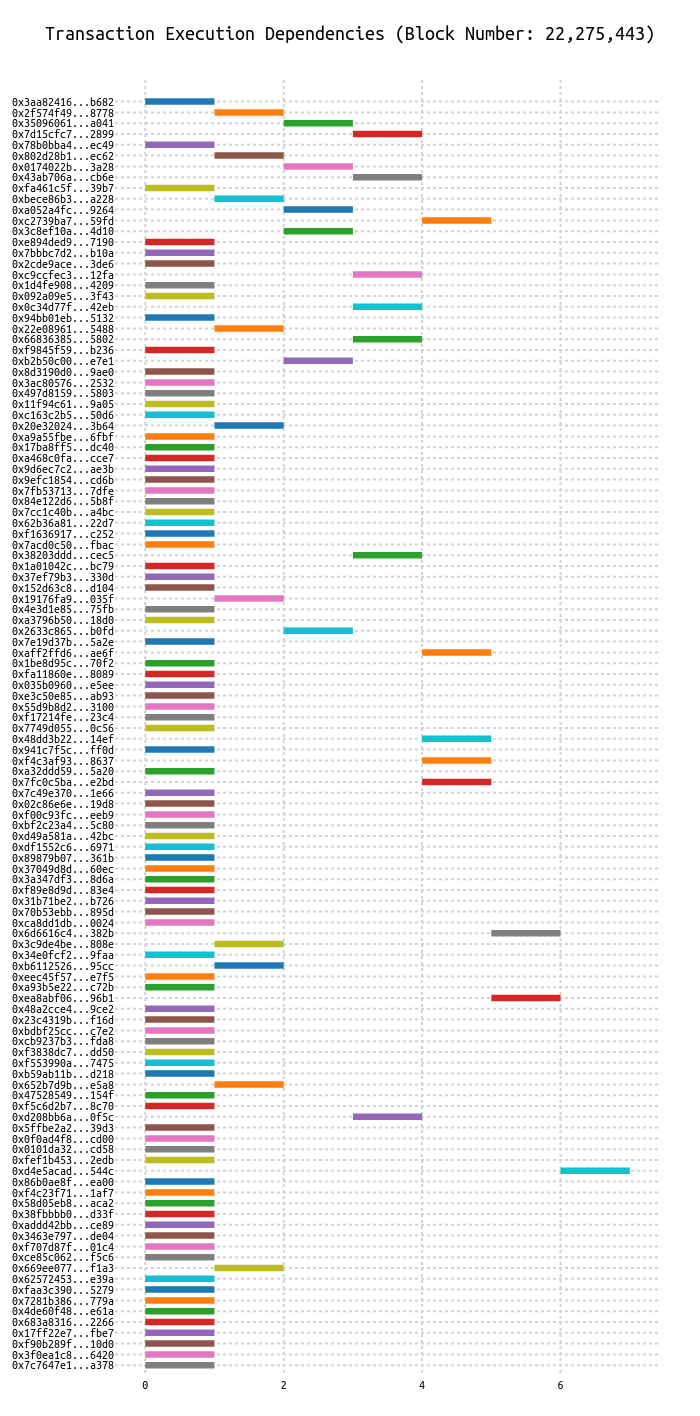 Transaction Execution Dependencies (Block Number: 22,275,443)
0x3aa82416...b682
0x2f574f49...8778
0x35096061...a041
0x7d15cfc7...2899
0x78b0bba4...ec49
0x802d28b1...ec62
0x0174022b...3a28
0x43ab706a...cb6e
0xfa461c5f...39b7
0xbece86b3...a228
0xa052a4fc...9264
0xc2739ba7...59fd
0x3c8ef10a...4d10
0xe894ded9...7190
0x7bbbc7d2...b10a
0x2cde9ace...3de6
0xc9ccfec3...12fa
0x1d4fe908...4209
0x092a09e5...3f43
0x0c34d77f...42eb
0x94bb01eb...5132
0x22e08961...5488
0x66836385...5802
0xf9845f59...b236
0xb2b50c00...e7e1
0x8d3190d0...9ae0
0x3ac80576...2532
0x497d8159...5803
0x11f94c61...9a05
0xc163c2b5...50d6
0x20e32024...3b64
0xa9a55fbe...6fbf
0x17ba8ff5...dc40
0xa468c0fa...cce7
0x9d6ec7c2...ae3b
0x9efc1854...cd6b
0x7fb53713...7dfe
0x84e122d6...5b8f
0x7cc1c40b...a4bc
0x62b36a81...22d7
0xf1636917...c252
0x7acd0c50...fbac
0x38203ddd...cec5
0x1a01042c...bc79
0x37ef79b3...330d
0x152d63c8...d104
0x19176fa9...035f
0x4e3d1e85...75fb
0xa3796b50...18d0
0x2633c865...b0fd
0x7e19d37b...5a2e
0xaff2ffd6...ae6f
0x1be8d95c...70f2
0xfa11860e...8089
0x035b0960...e5ee
0xe3c50e85...ab93
0x55d9b8d2...3100
0xf17214fe...23c4
0x7749d055...0c56
0x48dd3b22...14ef
0x941c7f5c...ff0d
0xf4c3af93...8637
0xa32ddd59...5a20
0x7fc0c5ba...e2bd
0x7c49e370...1e66
0x02c86e6e...19d8
0xf00c93fc...eeb9
0xbf2c23a4...5c80
0xd49a581a...42bc
0xdf1552c6...6971
0x89879b07...361b
0x37049d8d...60ec
0x3a347df3...8d6a
0xf89e8d9d...83e4
0x31b71be2...b726
0x70b53ebb...895d
0xca8dd1db...0024
0x6d6616c4...382b
0x3c9de4be...808e
0x34e0fcf2...9faa
0xb6112526...95cc
0xeec45f57...e7f5
0xa93b5e22...c72b
0xea8abf06...96b1
0x48a2cce4...9ce2
0x23c4319b...f16d
0xbdbf25cc...c7e2
0xcb9237b3...fda8
0xf3838dc7...dd50
0xf553990a...7475
0xb59ab11b...d218
0x652b7d9b...e5a8
0x47528549...154f
0xf5c6d2b7...8c70
0xd208bb6a...0f5c
0x5ffbe2a2...39d3
0x0f0ad4f8...cd00
0x0101da32...cd58
0xfef1b453...2edb
0xd4e5acad...544c
0x86b0ae8f...ea00
0xf4c23f71...1af7
0x58d05eb8...aca2
0x38fbbbb0...d33f
0xaddd42bb...ce89
0x3463e797...de04
0xf707d87f...01c4
0xce85c062...f5c6
0x669ee077...f1a3
0x62572453...e39a
0xfaa3c390...5279
0x7281b386...779a
0x4de60f48...e61a
0x683a8316...2266
0x17ff22e7...fbe7
0xf90b289f...10d0
0x3f0ea1c8...6420
0x7c7647e1...a378
0 2 4 6